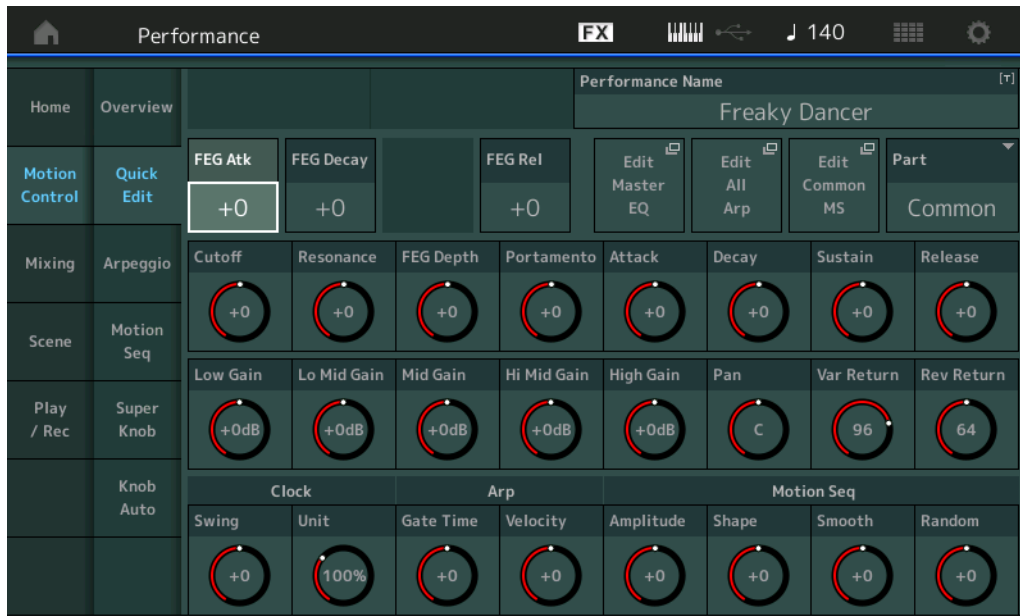 Performance
FX
♩ 140
Home
Overview
Performance Name
[T]
Freaky Dancer
Motion
Control
Quick
Edit
FEG Atk
+0
FEG Decay
+0
FEG Rel
+0
Edit
Master
EQ
Edit
All
Arp
Edit
Common
MS
Part
Common
Mixing
Arpeggio
Cutoff
Resonance
FEG Depth
Portamento
Attack
Decay
Sustain
Release
+0
+0
+0
+0
+0
+0
+0
+0
Scene
Motion
Seq
Low Gain
Lo Mid Gain
Mid Gain
Hi Mid Gain
High Gain
Pan
Var Return
Rev Return
+0dB
+0dB
+0dB
+0dB
+0dB
C
96
64
Play
/ Rec
Super
Knob
Knob
Auto
Clock
Arp
Motion Seq
Swing
Unit
Gate Time
Velocity
Amplitude
Shape
Smooth
Random
+0
100%
+0
+0
+0
+0
+0
+0